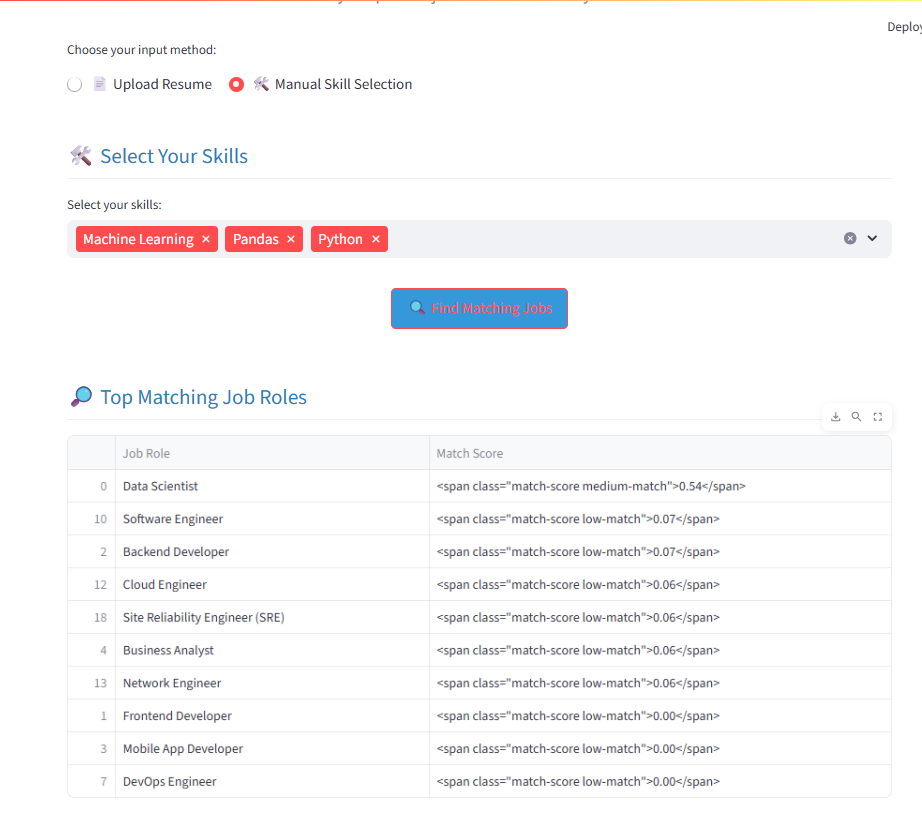 Deploy
Choose your input method:
Upload Resume Manual Skill Selection
Select Your Skills
Select your skills:
Machine Learning × Pandas × Python ×
Find Matching Jobs
Top Matching Job Roles
Job Role Match Score
0 Data Scientist <span class="match-score medium-match">0.54</span>
10 Software Engineer <span class="match-score low-match">0.07</span>
2 Backend Developer <span class="match-score low-match">0.07</span>
12 Cloud Engineer <span class="match-score low-match">0.06</span>
18 Site Reliability Engineer (SRE) <span class="match-score low-match">0.06</span>
4 Business Analyst <span class="match-score low-match">0.06</span>
13 Network Engineer <span class="match-score low-match">0.06</span>
1 Frontend Developer <span class="match-score low-match">0.00</span>
3 Mobile App Developer <span class="match-score low-match">0.00</span>
7 DevOps Engineer <span class="match-score low-match">0.00</span>